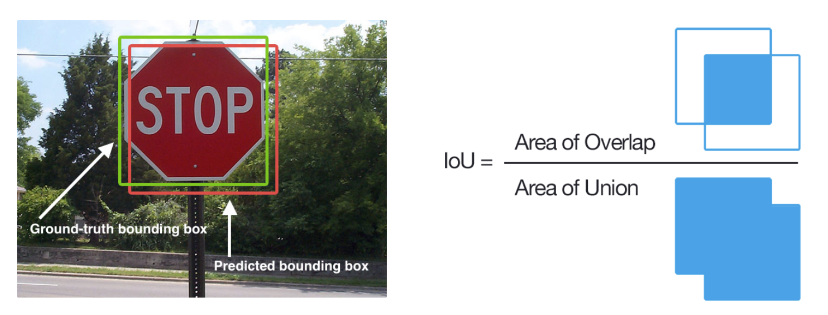 STOP
Ground-truth bounding box
Predicted bounding box
IoU =
Area of Overlap
Area of Union